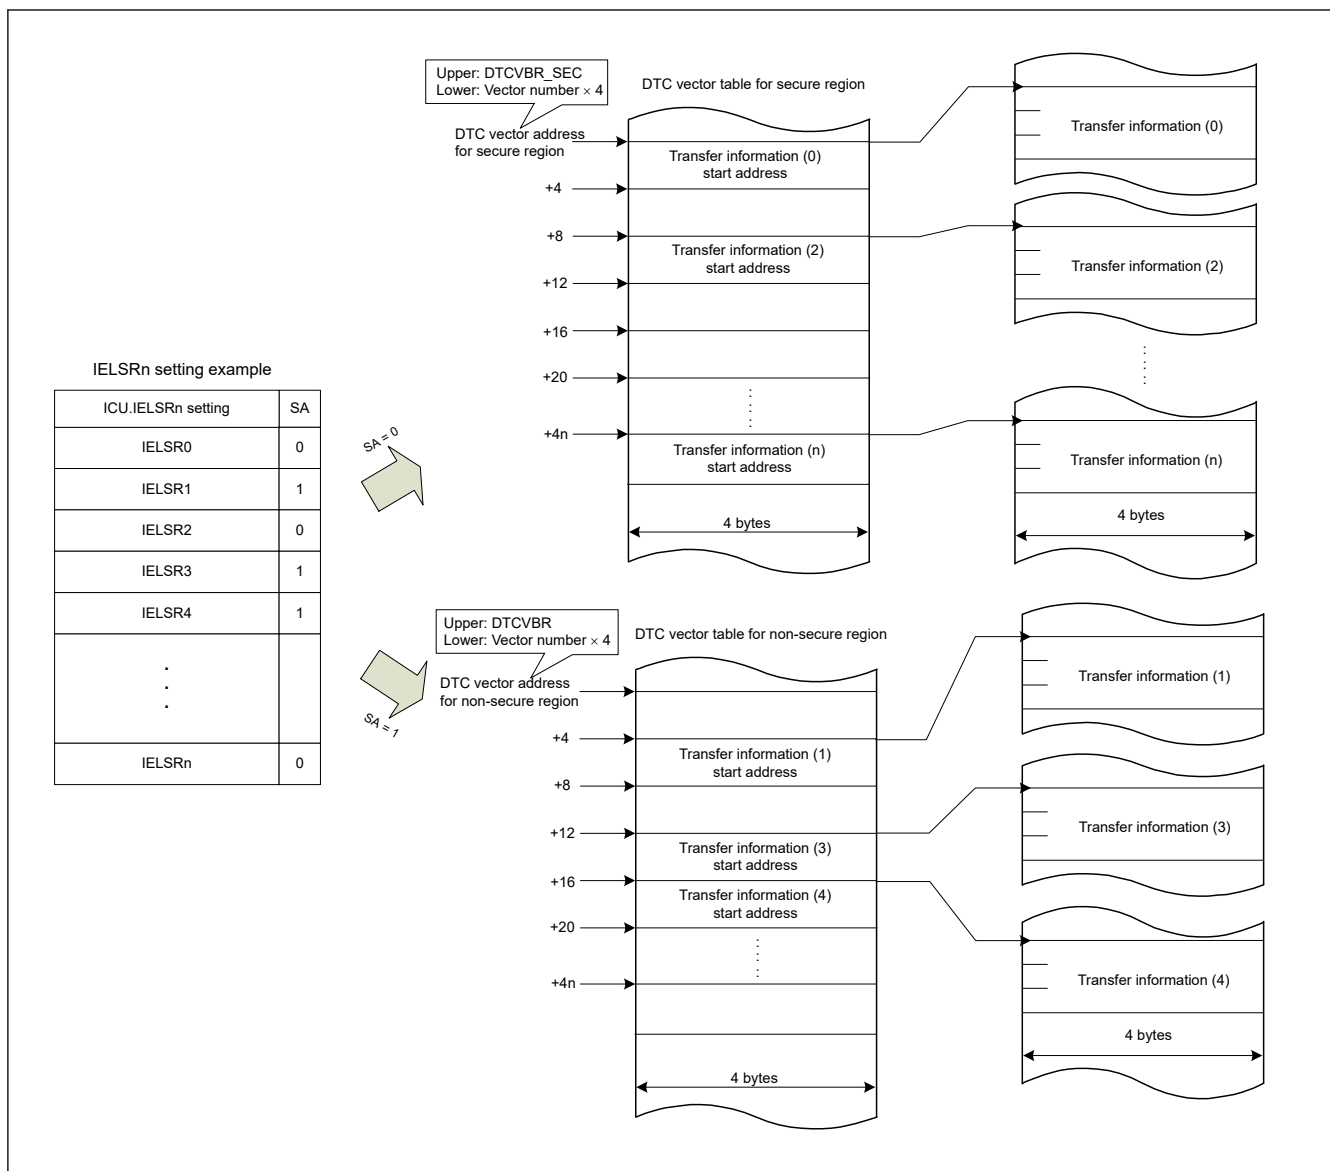 Upper: DTCVBR_SEC
Lower: Vector number × 4
DTC vector table for secure region
DTC vector address
for secure region
Transfer information (0)
start address
+4
+8
Transfer information (2)
start address
+12
+16
+20
+4n
Transfer information (n)
start address
4 bytes
Transfer information (0)
Transfer information (2)
Transfer information (n)
4 bytes
IELSRn setting example
ICU.IELSRn setting SA
IELSR0 0
IELSR1 1
IELSR2 0
IELSR3 1
IELSR4 1
IELSRn 0
SA = 0
SA = 1
Upper: DTCVBR
Lower: Vector number × 4
DTC vector table for non-secure region
DTC vector address
for non-secure region
+4
Transfer information (1)
start address
+8
+12
Transfer information (3)
start address
+16
Transfer information (4)
start address
+20
+4n
4 bytes
Transfer information (1)
Transfer information (3)
Transfer information (4)
4 bytes